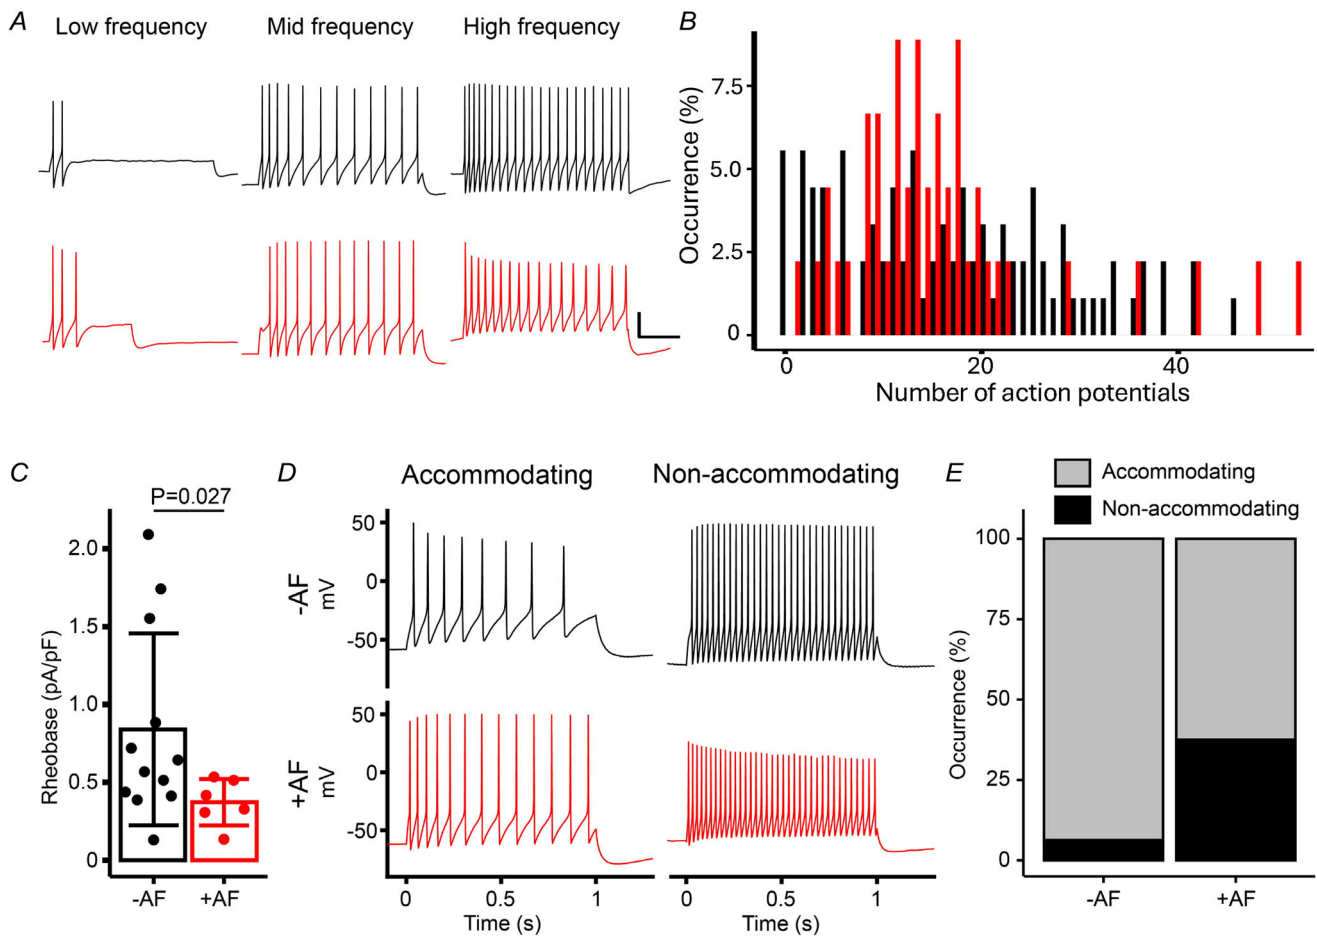 A
Low frequency
Mid frequency
High frequency
B
Occurrence (%)
7.5
5.0
2.5
0
0
20
40
Number of action potentials
C
P=0.027
Rheobase (pA/pF)
2.0
1.5
1.0
0.5
0
-AF
+AF
D
Accommodating
Non-accommodating
-AF
mV
50
0
-50
+AF
mV
50
0
-50
0
0.5
1
0
0.5
1
Time (s)
Time (s)
E
Accommodating
Non-accommodating
Occurrence (%)
100
75
50
25
0
-AF
+AF